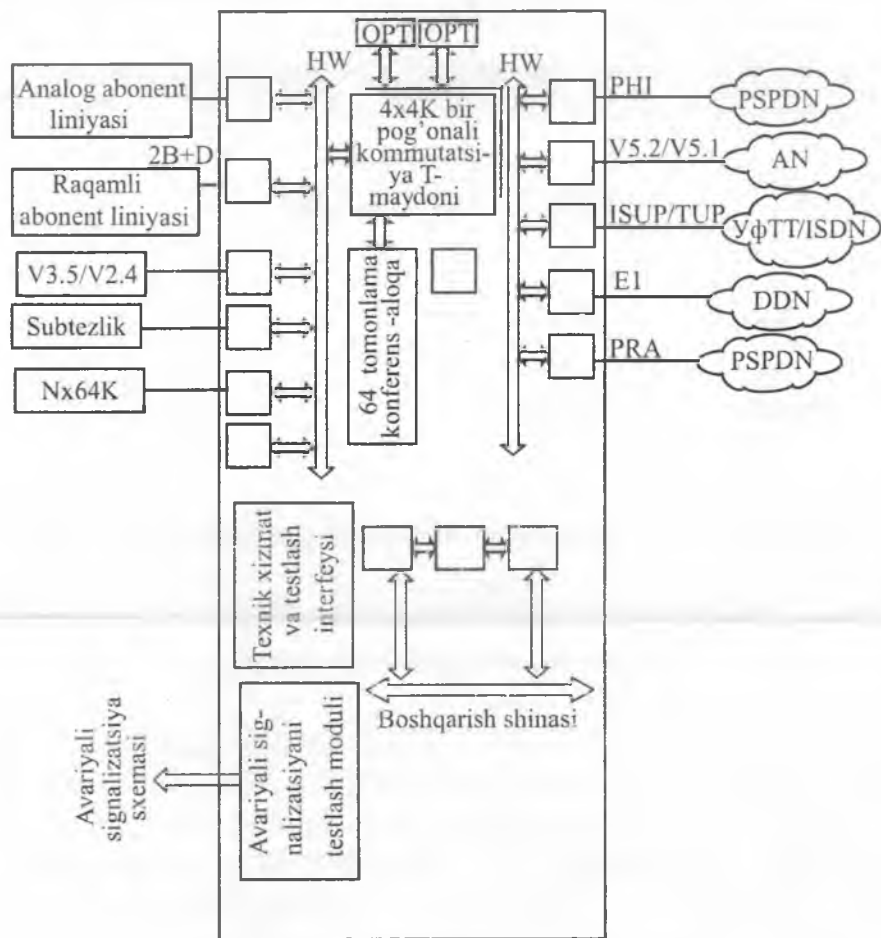 OPT OPT
HW
HW
Analog abonent
liniyasi
2B+D
Raqamli
abonent liniyasi
V3.5/V2.4
Subtezlik
Nx64K
4x4K bir
pog'onali
kommutatsi-
ya T-
maydoni
64 tomonlama
konferens -aloqa
PHI
PSPDN
V5.2/V5.1
AN
ISUP/TUP
УфТТ/ISDN
E1
DDN
PRA
PSPDN
Texnik xizmat
va testlash
interfeysi
Boshqarish shinasi
Avariyali sig-
nalizatsiyani
testlash moduli
Avariyali
signalizatsiya
sxemasi